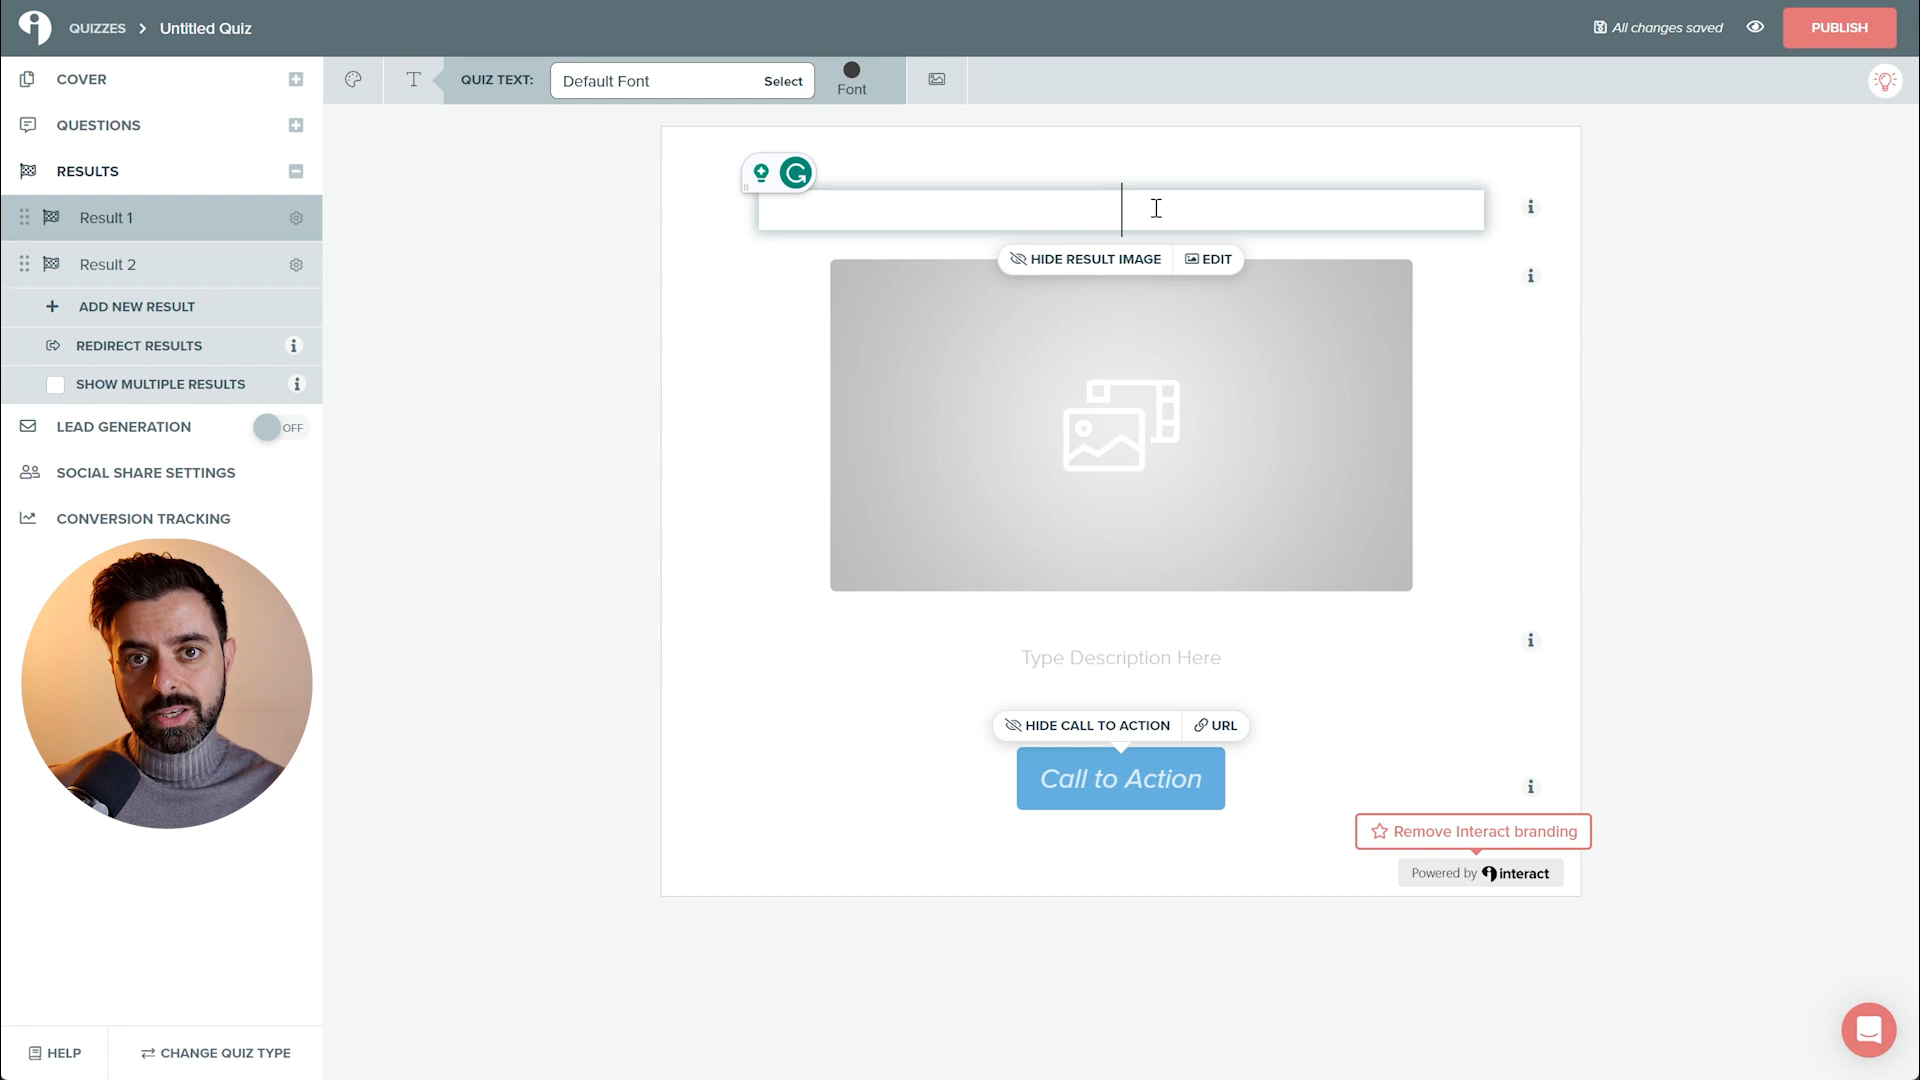 QUIZZES > Untitled Quiz
All changes saved
PUBLISH
COVER
QUESTIONS
RESULTS
Result 1
Result 2
ADD NEW RESULT
REDIRECT RESULTS
SHOW MULTIPLE RESULTS
LEAD GENERATION OFF
SOCIAL SHARE SETTINGS
CONVERSION TRACKING
HELP
CHANGE QUIZ TYPE
QUIZ TEXT: Default Font Select Font
HIDE RESULT IMAGE EDIT
Type Description Here
HIDE CALL TO ACTION URL
Call to Action
Remove Interact branding
Powered by interact